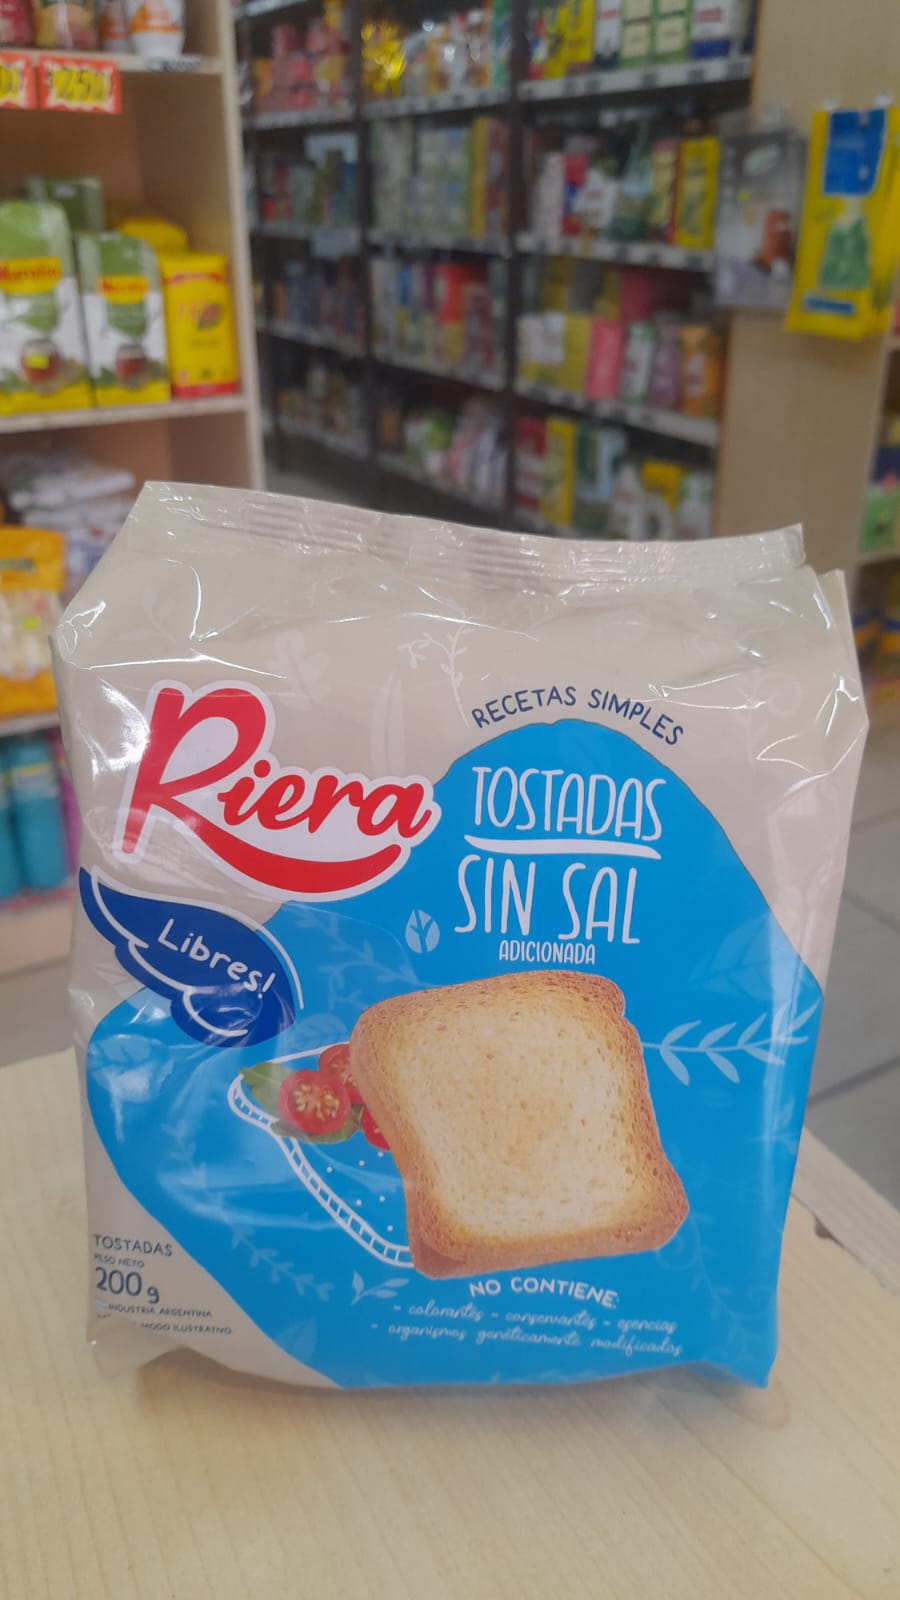 Riera
RECETAS SIMPLES
TOSTADAS
SIN SAL
ADICIONADA
Libres!
TOSTADAS
PESO NETO
200g
INDUSTRIA ARGENTINA
MODO ILUSTRATIVO
NO CONTIENE:
- colorantes - conservantes - esencias
- organismos genéticamente modificados